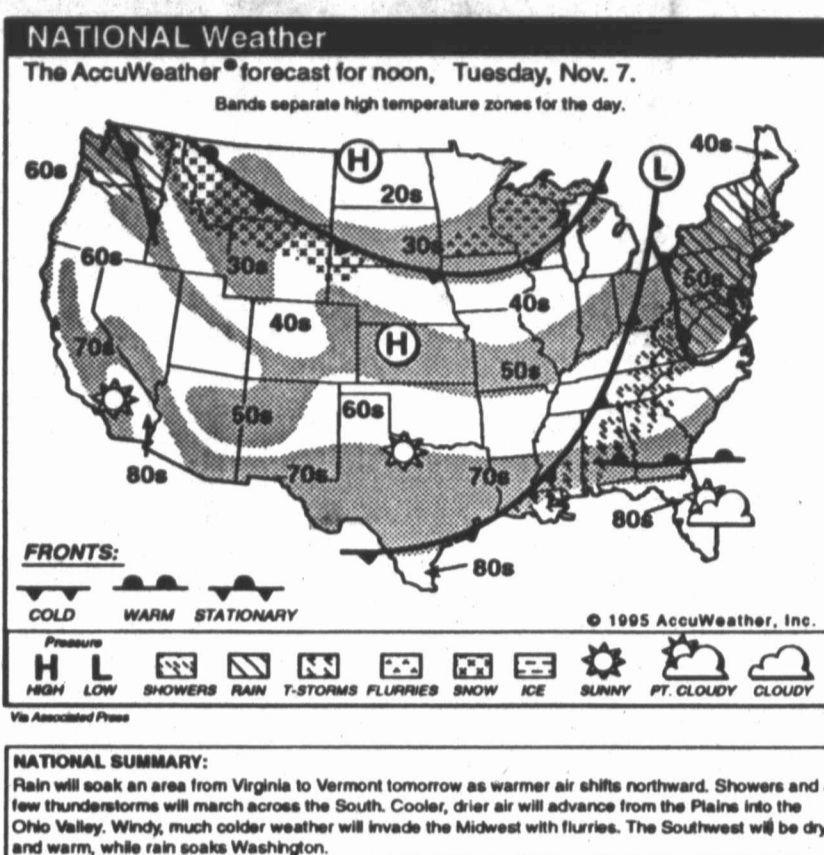 NATIONAL Weather
The AccuWeather® forecast for noon, Tuesday, Nov. 7.
Bands separate high temperature zones for the day.
60s
H
20s
L
40s
60s
30s
30s
50s
40s
40s
70s
H
50s
50s
60s
80s
70s
70s
80s
80s
FRONTS:
COLD WARM STATIONARY
© 1995 AccuWeather, Inc.
Pressure
H L
HIGH LOW SHOWERS RAIN T-STORMS FLURRIES SNOW ICE SUNNY PT. CLOUDY CLOUDY
Via Associated Press
NATIONAL SUMMARY:
Rain will soak an area from Virginia to Vermont tomorrow as warmer air shifts northward. Showers and a
few thunderstorms will march across the South. Cooler, drier air will advance from the Plains into the
Ohio Valley. Windy, much colder weather will invade the Midwest with flurries. The Southwest will be dry
and warm, while rain soaks Washington.